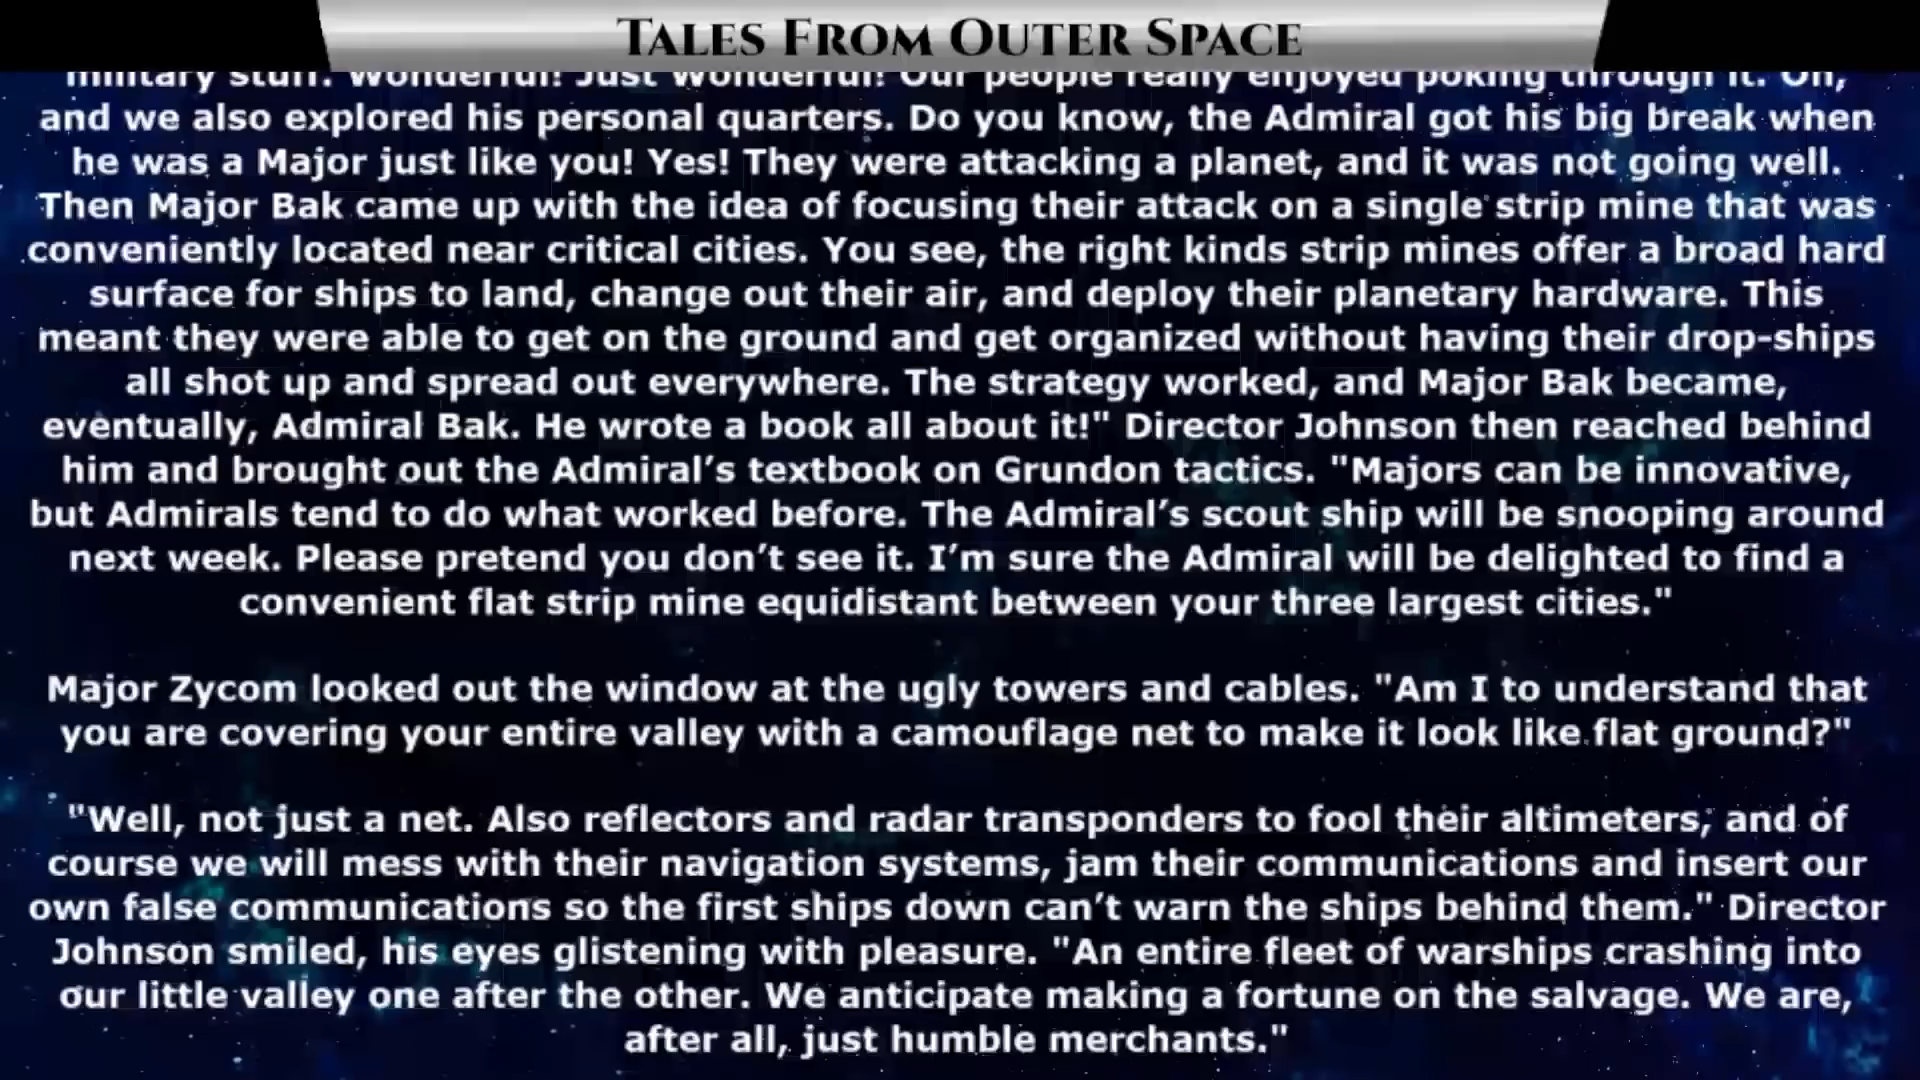 Tales From Outer Space
military stuff. Wonderful! Just Wonderful! Our people really enjoyed poking through it. Oh,
and we also explored his personal quarters. Do you know, the Admiral got his big break when
he was a Major just like you! Yes! They were attacking a planet, and it was not going well.
Then Major Bak came up with the idea of focusing their attack on a single strip mine that was
conveniently located near critical cities. You see, the right kinds strip mines offer a broad hard
surface for ships to land, change out their air, and deploy their planetary hardware. This
meant they were able to get on the ground and get organized without having their drop-ships
all shot up and spread out everywhere. The strategy worked, and Major Bak became,
eventually, Admiral Bak. He wrote a book all about it!" Director Johnson then reached behind
him and brought out the Admiral’s textbook on Grundon tactics. "Majors can be innovative,
but Admirals tend to do what worked before. The Admiral’s scout ship will be snooping around
next week. Please pretend you don’t see it. I’m sure the Admiral will be delighted to find a
convenient flat strip mine equidistant between your three largest cities."
Major Zycom looked out the window at the ugly towers and cables. "Am I to understand that
you are covering your entire valley with a camouflage net to make it look like flat ground?"
"Well, not just a net. Also reflectors and radar transponders to fool their altimeters, and of
course we will mess with their navigation systems, jam their communications and insert our
own false communications so the first ships down can’t warn the ships behind them." Director
Johnson smiled, his eyes glistening with pleasure. "An entire fleet of warships crashing into
our little valley one after the other. We anticipate making a fortune on the salvage. We are,
after all, just humble merchants."